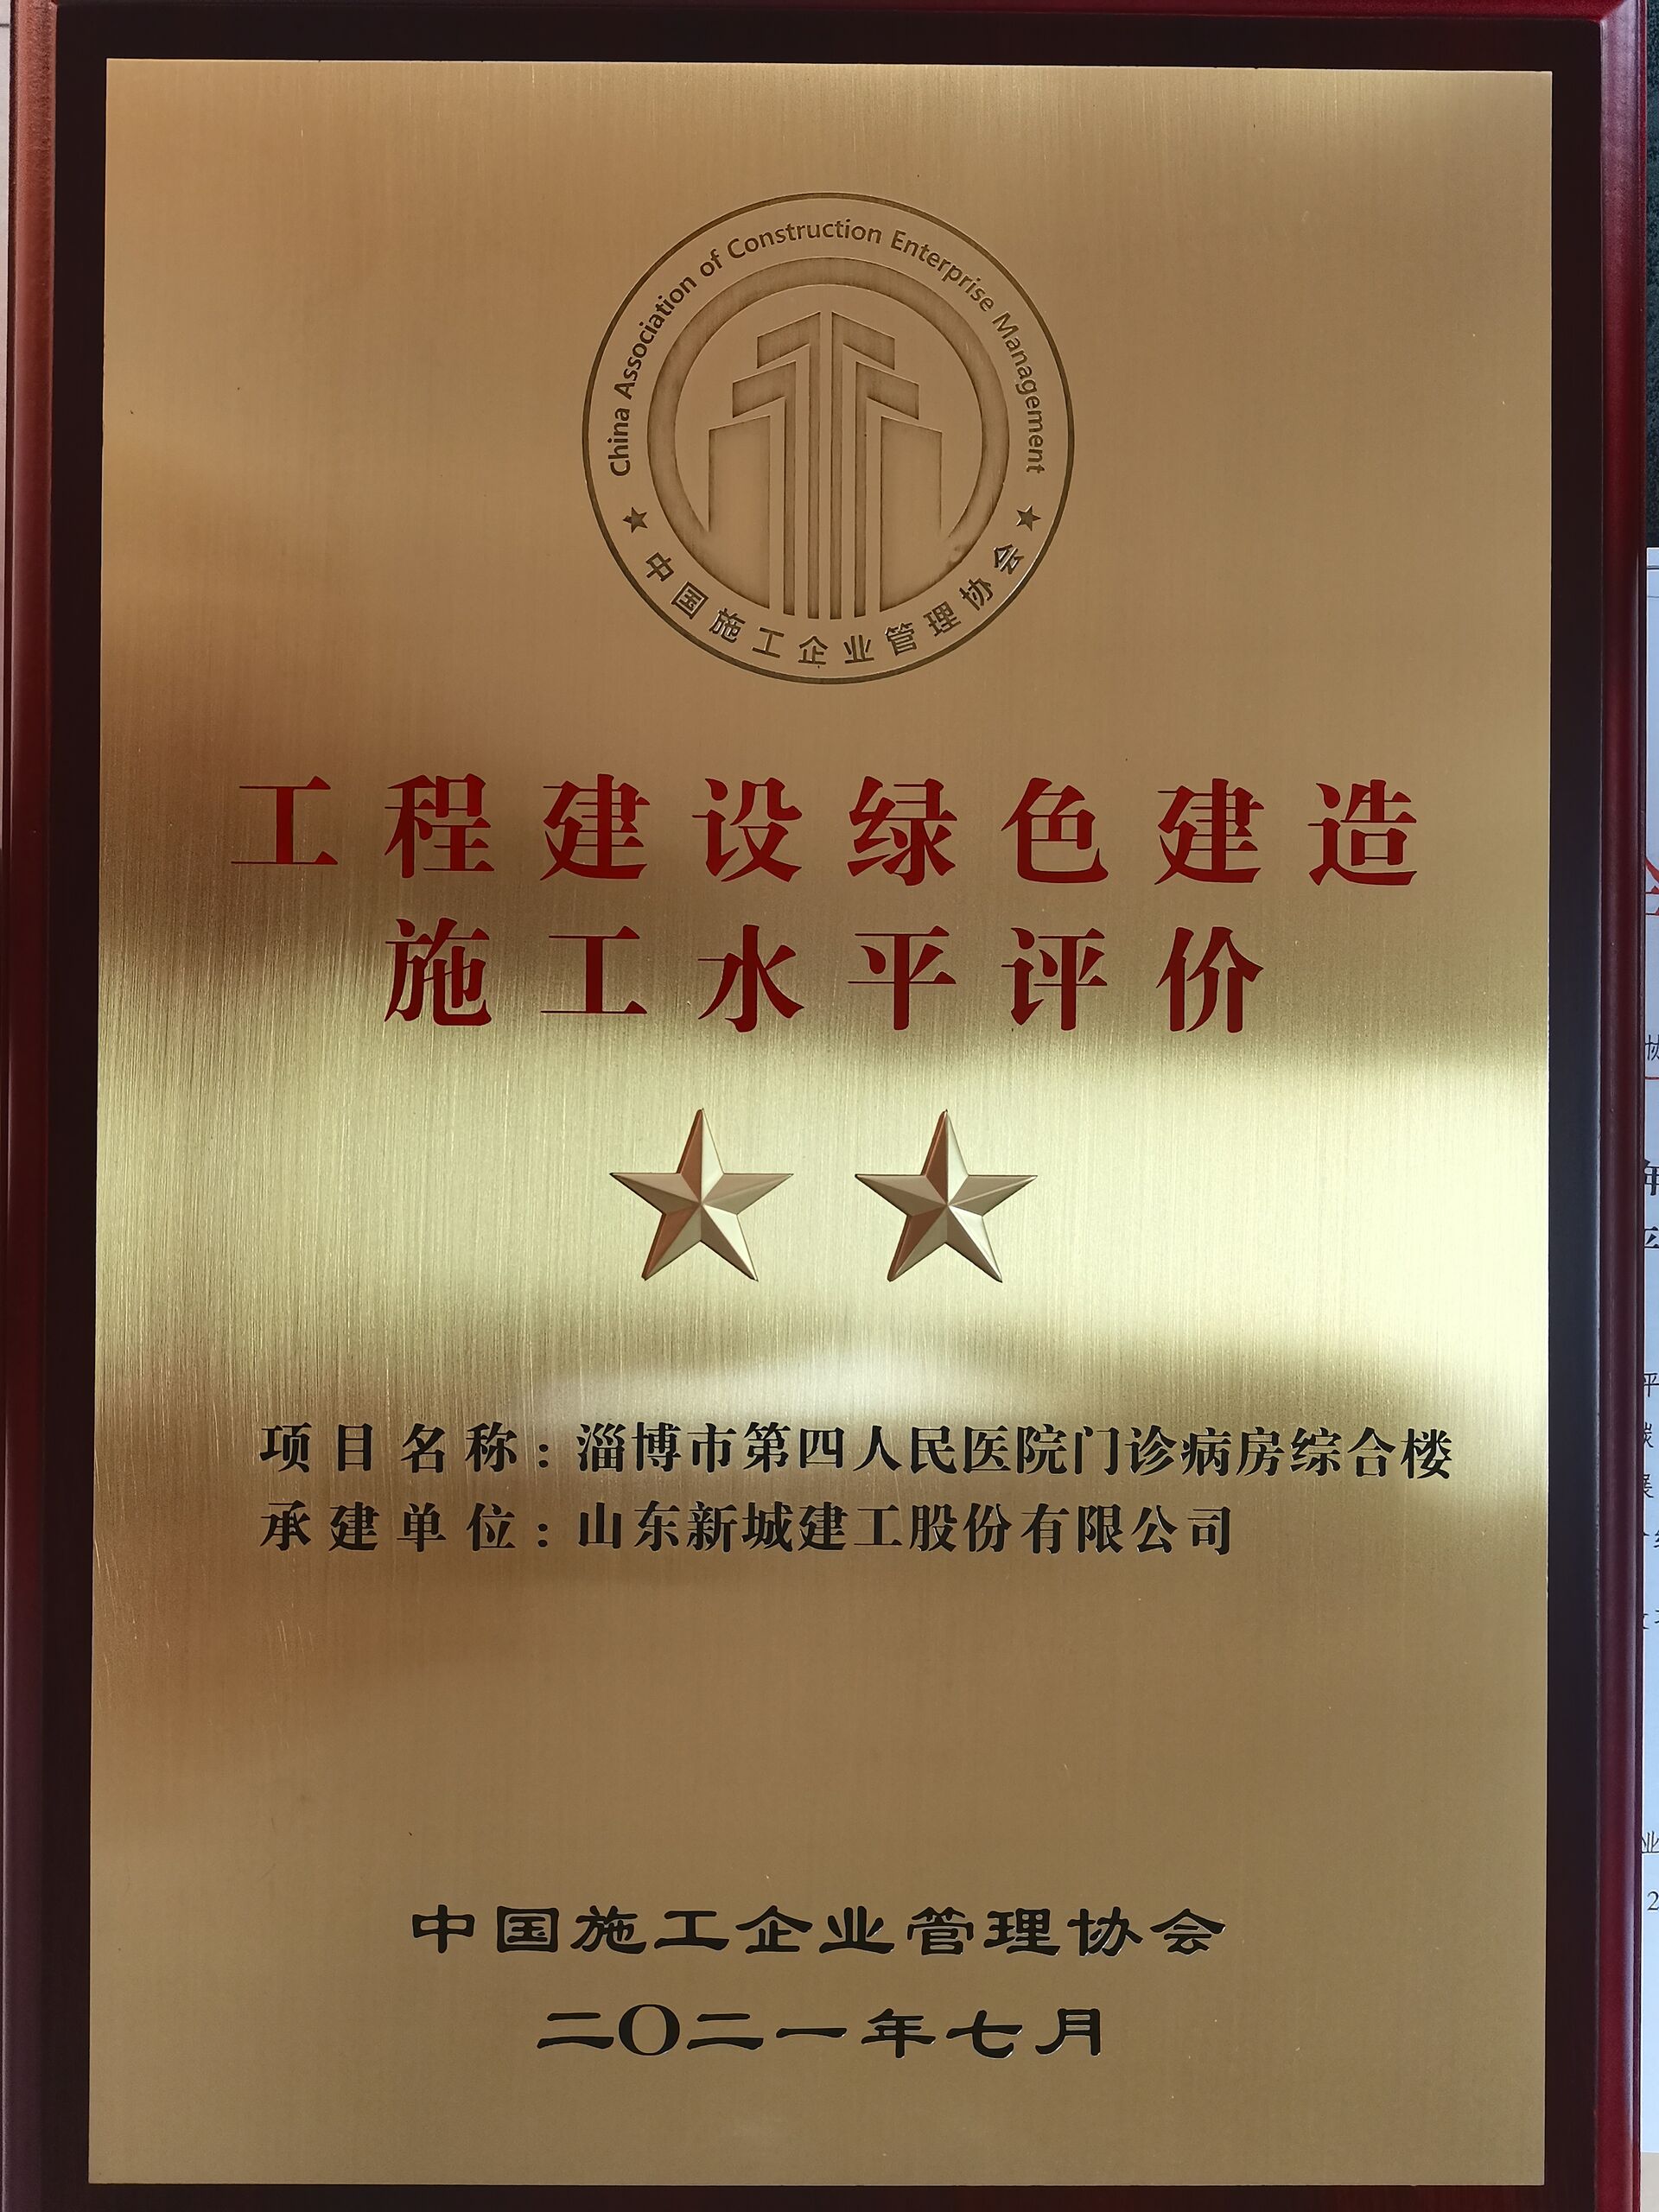 China Association of Construction Enterprise Management
★ 中国施工企业管理协会 ★
工程建设绿色建造
施工水平评价
项目名称：淄博市第四人民医院门诊病房综合楼
承建单位：山东新城建工股份有限公司
中国施工企业管理协会
二〇二一年七月